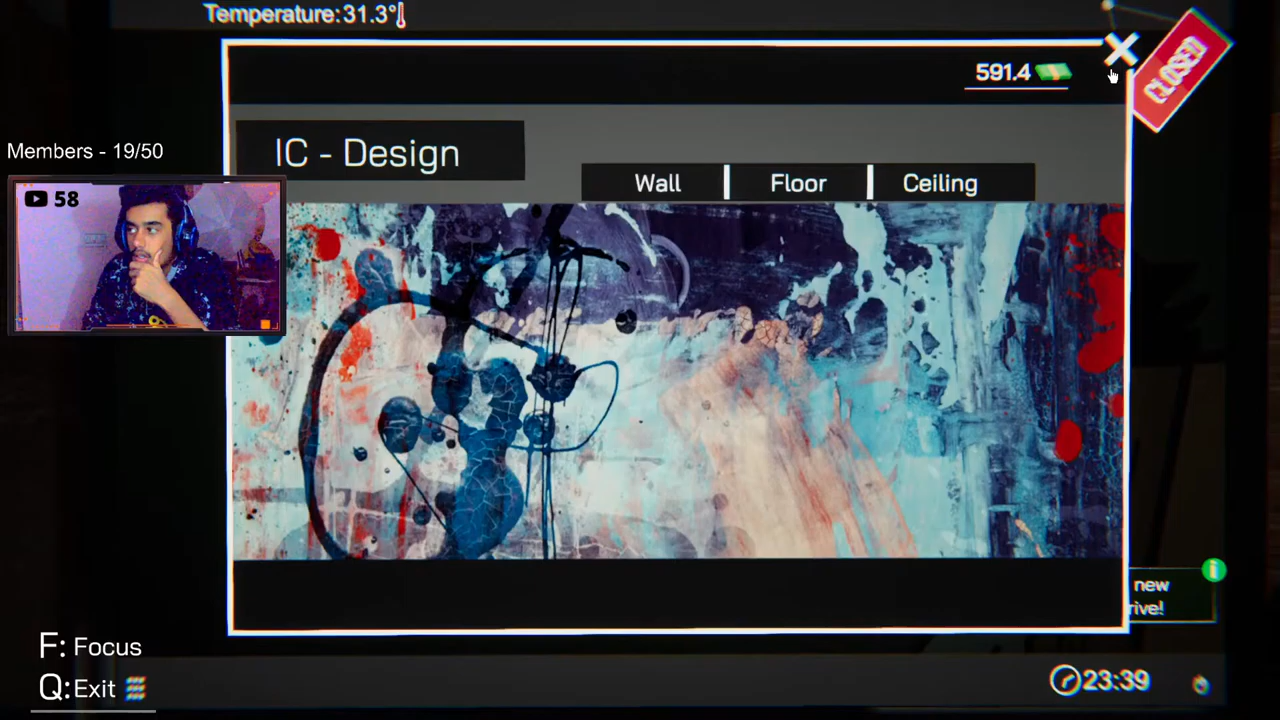 Temperature:31.3°
591.4
CLOSED
Members - 19/50
IC - Design
Wall
Floor
Ceiling
58
new
rive!
F: Focus
Q:Exit
23:39